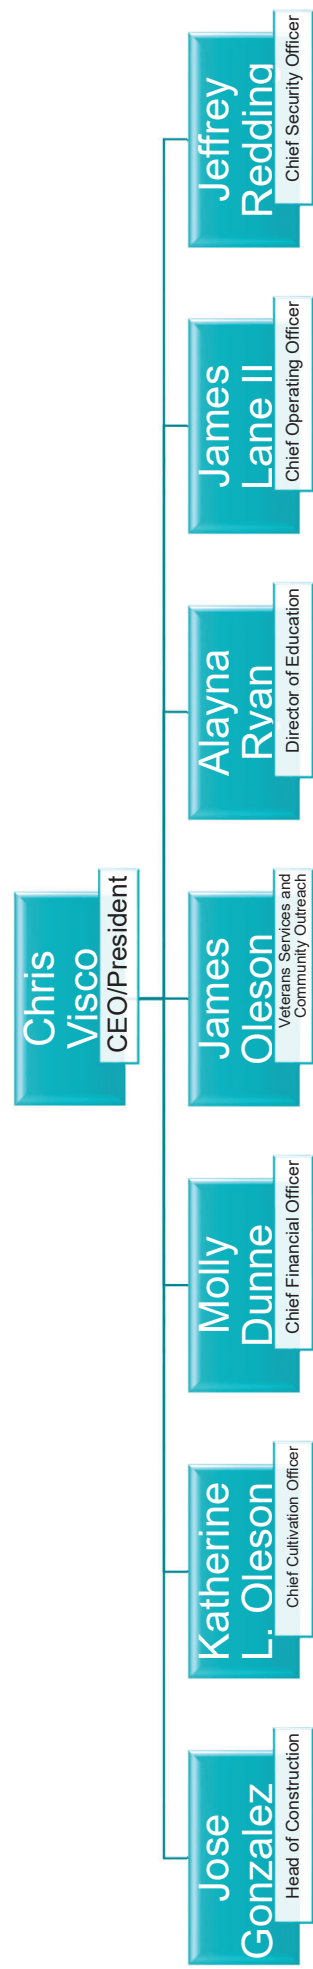 Chris
Visco
CEO/President
Jose
Gonzalez
Head of Construction
Katherine
L. Oleson
Chief Cultivation Officer
Molly
Dunne
Chief Financial Officer
James
Oleson
Veterans Services and
Community Outreach
Alayna
Ryan
Director of Education
James
Lane II
Chief Operating Officer
Jeffrey
Redding
Chief Security Officer